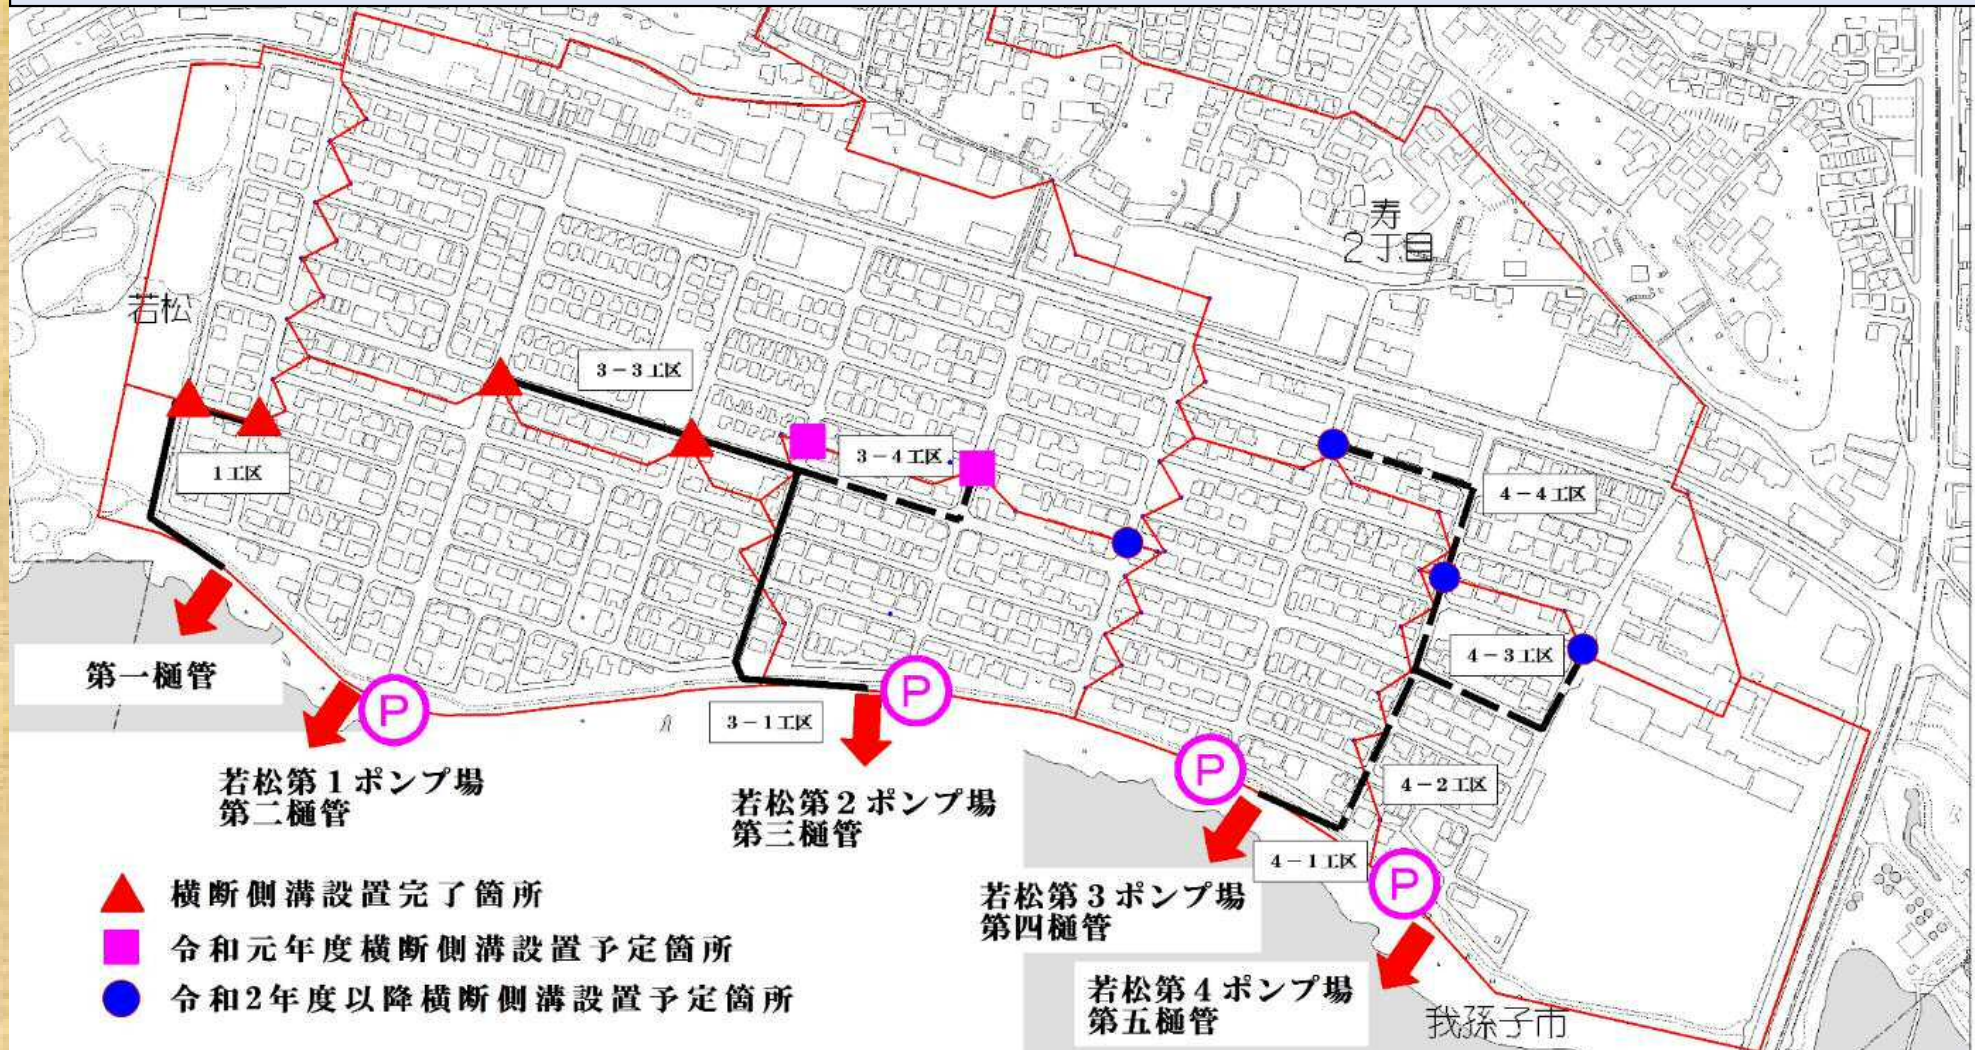 寿
2丁目
若松
3-3工区
3-4工区
1工区
4-4工区
4-3工区
第一樋管
P
P
3-1工区
P
4-2工区
若松第1ポンプ場
第二樋管
若松第2ポンプ場
第三樋管
4-1工区
P
若松第3ポンプ場
第四樋管
若松第4ポンプ場
第五樋管
我孫子市
横断側溝設置完了箇所
令和元年度横断側溝設置予定箇所
令和2年度以降横断側溝設置予定箇所